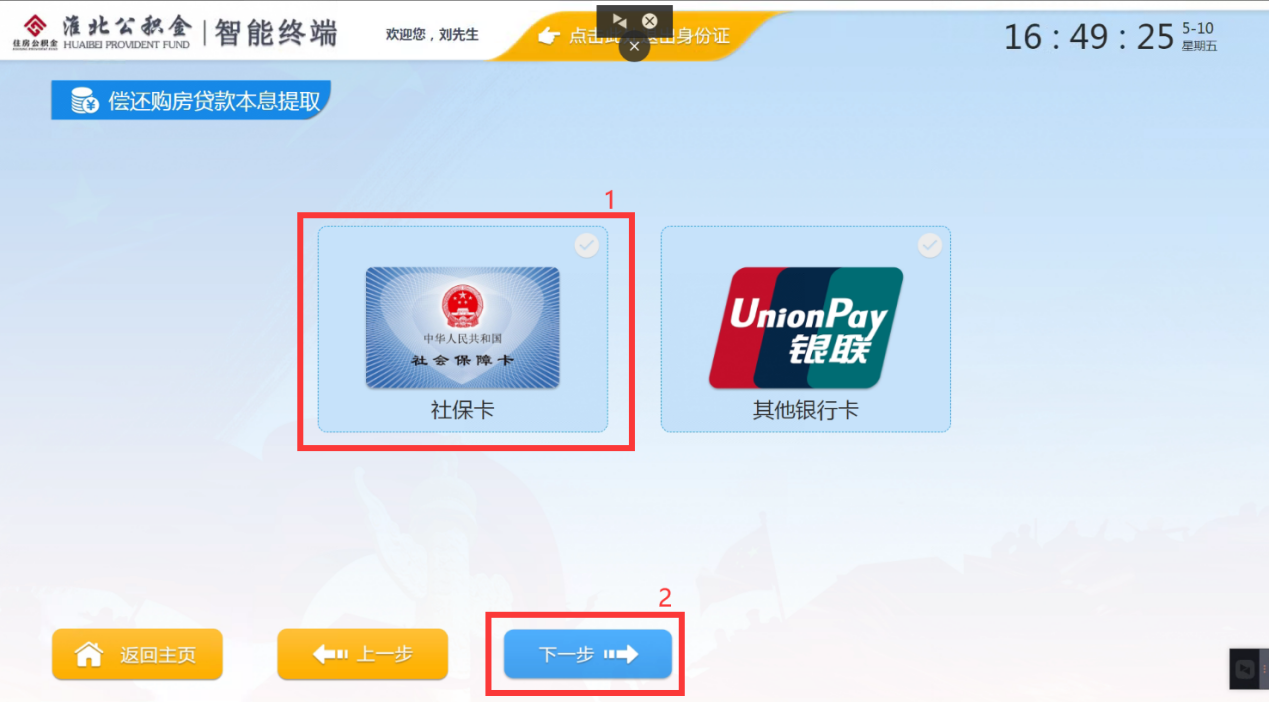 住房公积金 淮北公积金 HUAIBEI PROVIDENT FUND 智能终端
欢迎您，刘先生
点击此 退出身份证
16 : 49 : 25
5-10
星期五
偿还购房贷款本息提取
1
中华人民共和国
社会保障卡
社保卡
UnionPay
银联
其他银行卡
2
返回主页
上一步
下一步